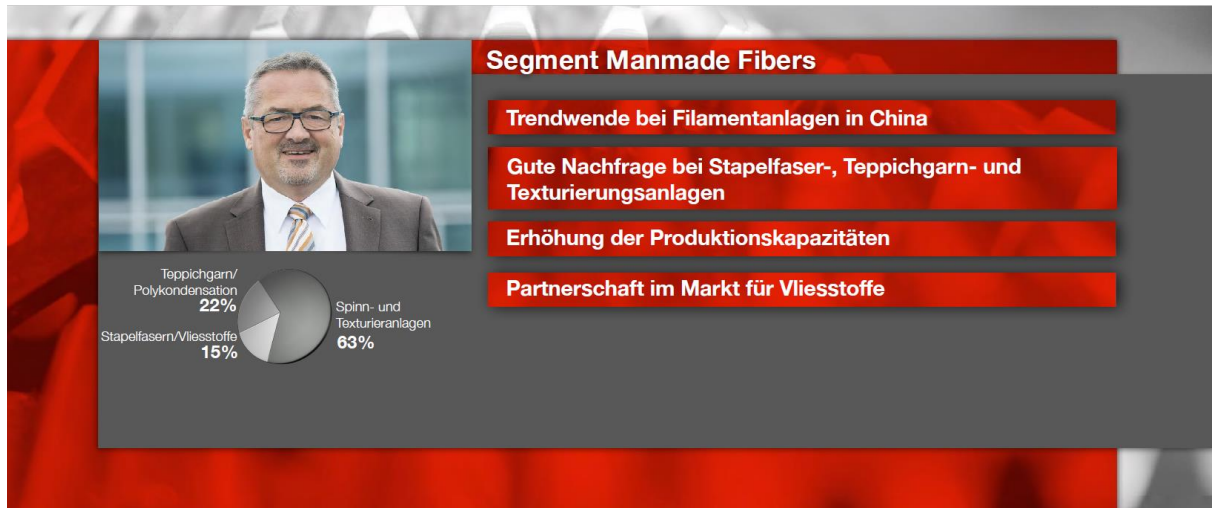 Segment Manmade Fibers
Trendwende bei Filamentanlagen in China
Gute Nachfrage bei Stapelfaser-, Teppichgarn- und
Texturierungsanlagen
Erhöhung der Produktionskapazitäten
Partnerschaft im Markt für Vliesstoffe
Teppichgarn/
Polykondensation
22%
Stapelfasern/Vliesstoffe
15%
Spinn- und
Texturieranlagen
63%